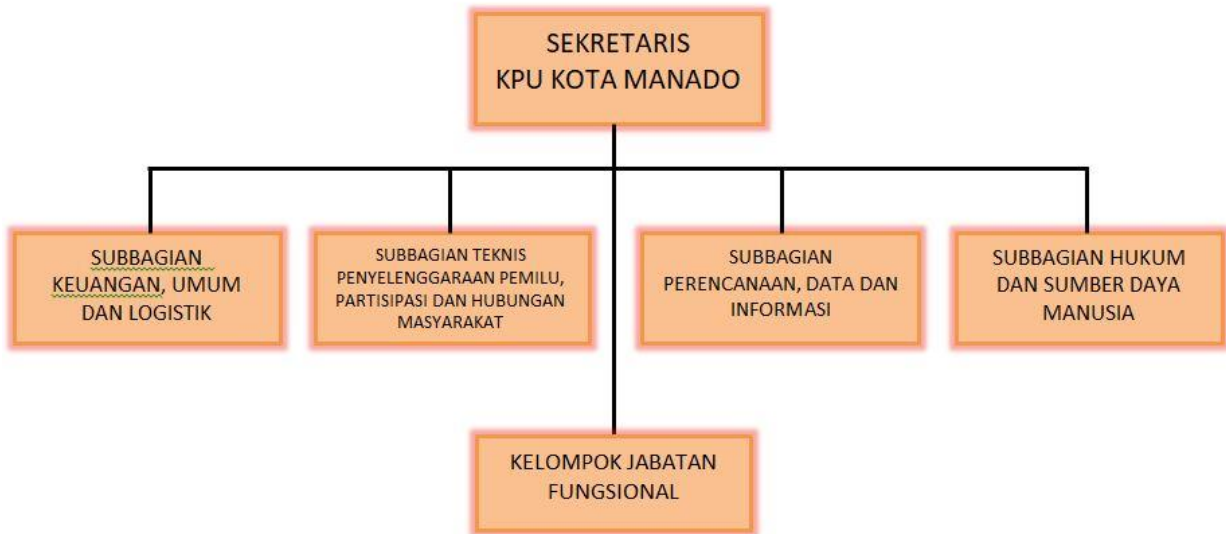 SEKRETARIS
KPU KOTA MANADO
SUBBAGIAN
KEUANGAN, UMUM
DAN LOGISTIK
SUBBAGIAN TEKNIS
PENYELENGGARAAN PEMILU,
PARTISIPASI DAN HUBUNGAN
MASYARAKAT
SUBBAGIAN
PERENCANAAN, DATA DAN
INFORMASI
SUBBAGIAN HUKUM
DAN SUMBER DAYA
MANUSIA
KELOMPOK JABATAN
FUNGSIONAL